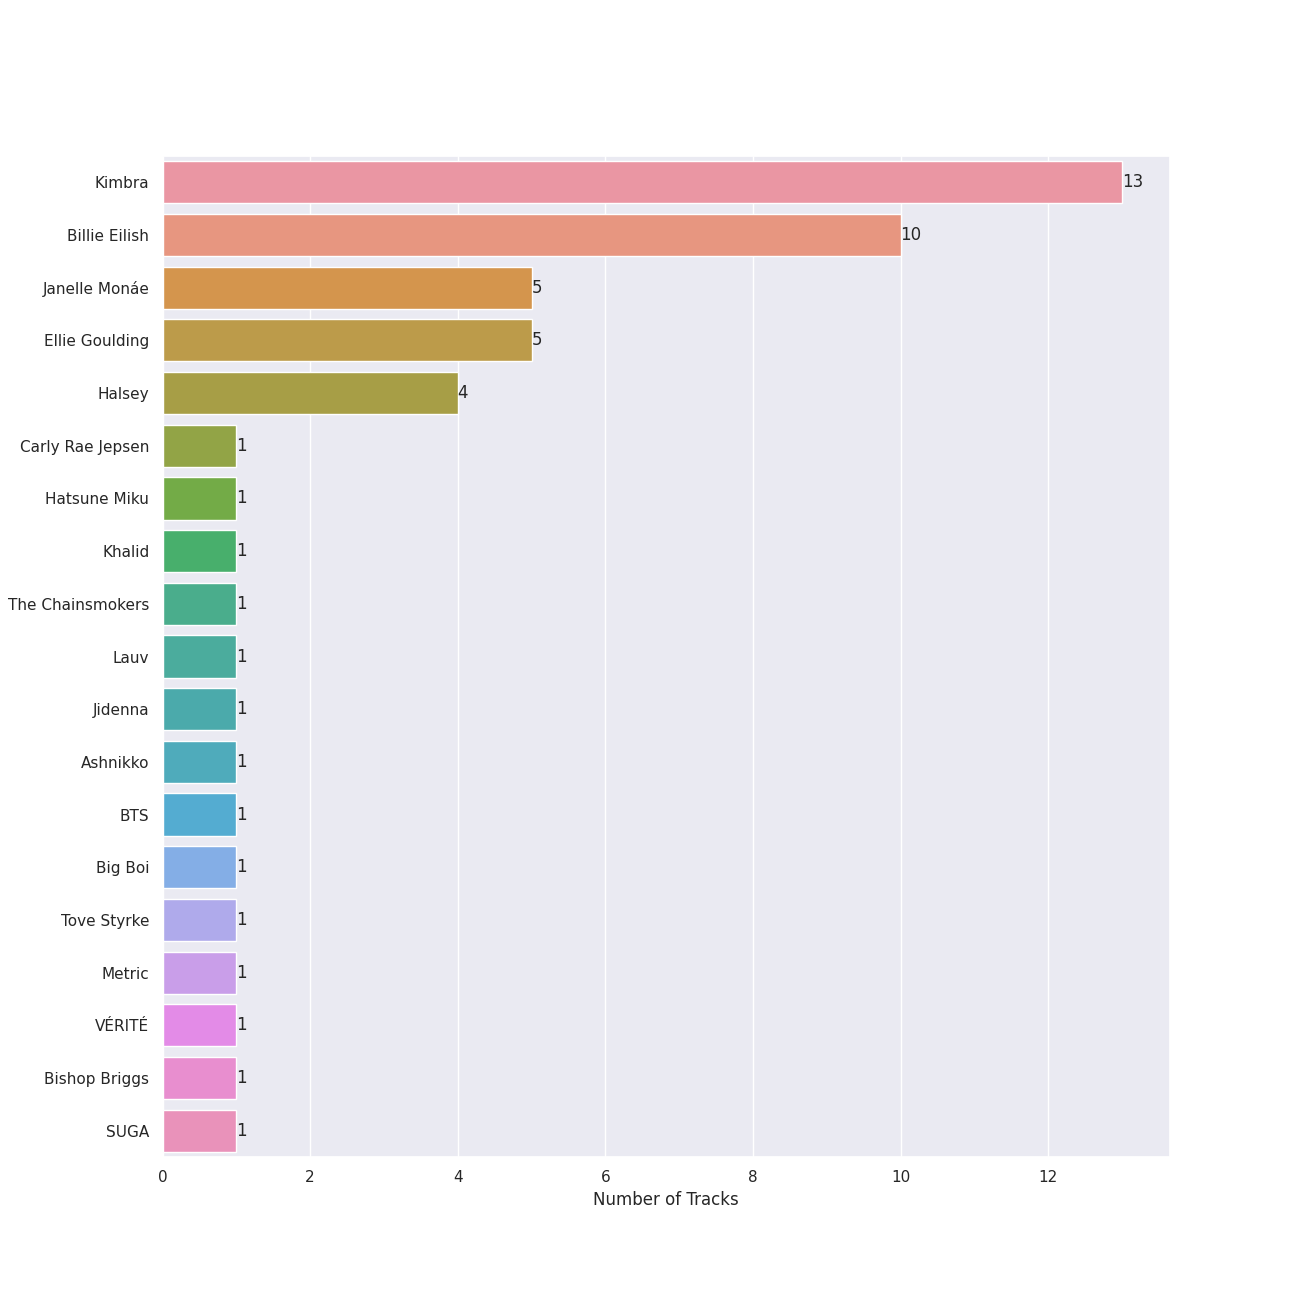 Kimbra 13
Billie Eilish 10
Janelle Monáe 5
Ellie Goulding 5
Halsey 4
Carly Rae Jepsen 1
Hatsune Miku 1
Khalid 1
The Chainsmokers 1
Lauv 1
Jidenna 1
Ashnikko 1
BTS 1
Big Boi 1
Tove Styrke 1
Metric 1
VÉRITÉ 1
Bishop Briggs 1
SUGA 1
0 2 4 6 8 10 12
Number of Tracks